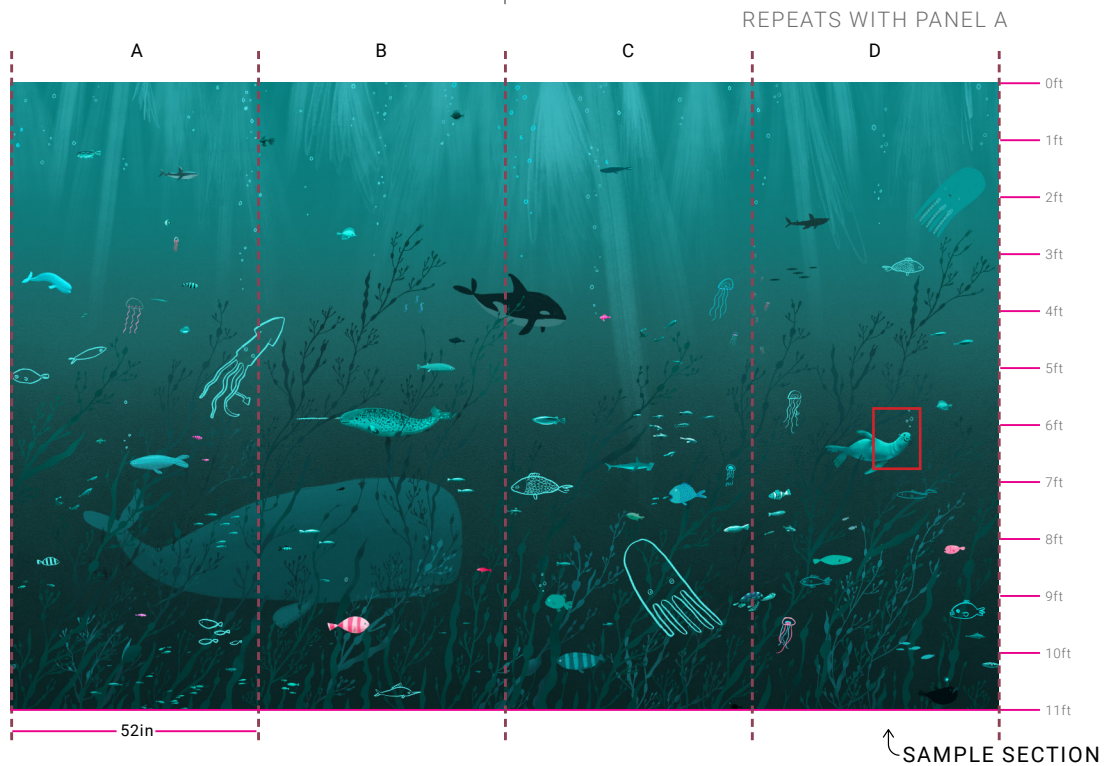 REPEATS WITH PANEL A
A
B
C
D
0ft
1ft
2ft
3ft
4ft
5ft
6ft
7ft
8ft
9ft
10ft
11ft
52in
SAMPLE SECTION